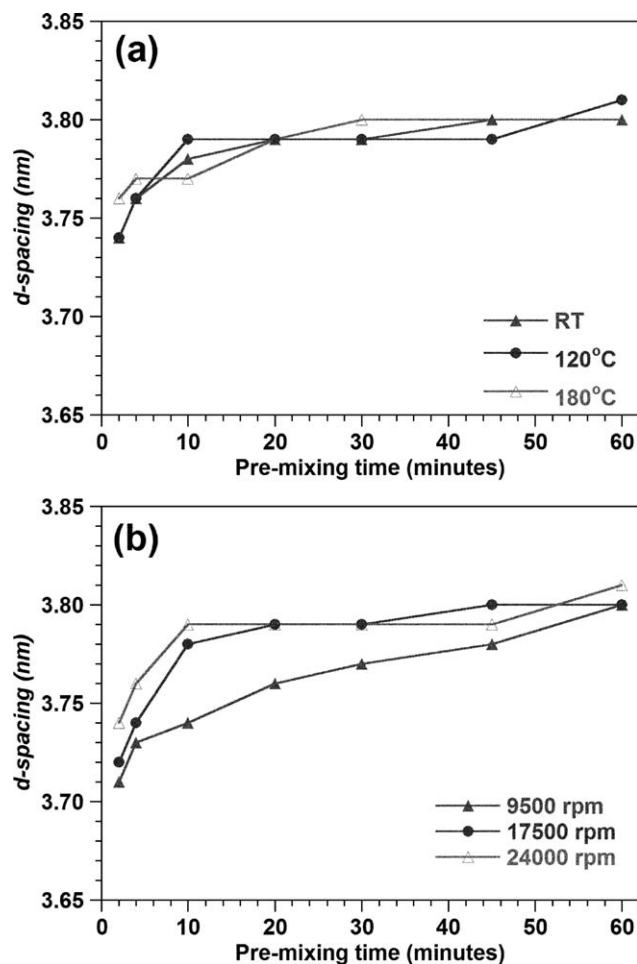 (a)
3.85
3.80
3.75
3.70
3.65
d-spacing (nm)
RT
120°C
180°C
0 10 20 30 40 50 60
Pre-mixing time (minutes)
(b)
3.85
3.80
3.75
3.70
3.65
d-spacing (nm)
9500 rpm
17500 rpm
24000 rpm
0 10 20 30 40 50 60
Pre-mixing time (minutes)